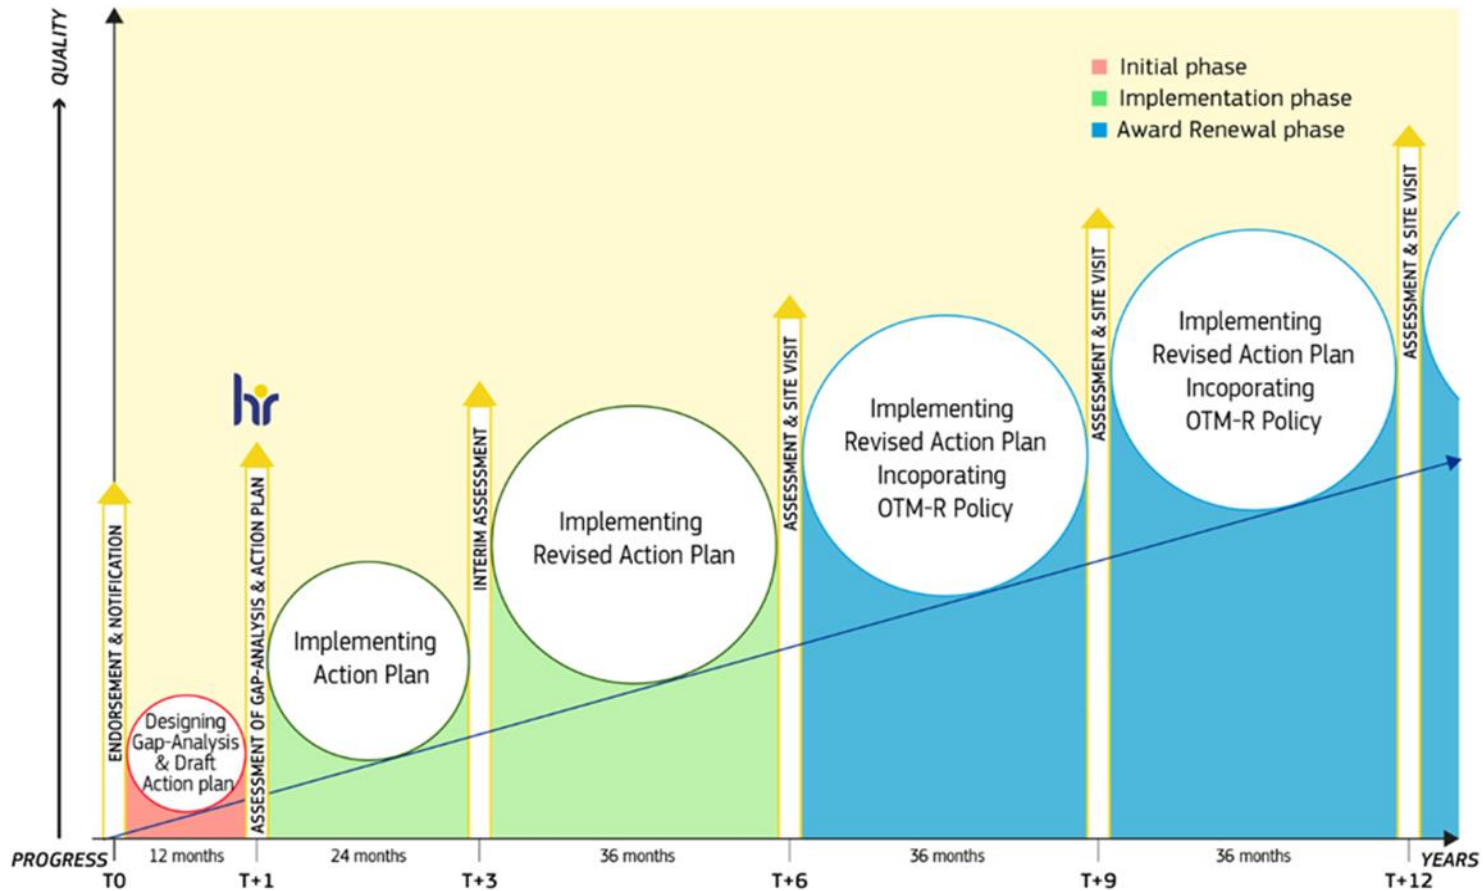 QUALITY
Initial phase
Implementation phase
Award Renewal phase
hr
ENDORSEMENT & NOTIFICATION
Designing
Gap-Analysis
& Draft
Action plan
ASSESSMENT OF GAP-ANALYSIS & ACTION PLAN
Implementing
Action Plan
INTERIM ASSESSMENT
Implementing
Revised Action Plan
ASSESSMENT & SITE VISIT
Implementing
Revised Action Plan
Incoporating
OTM-R Policy
ASSESSMENT & SITE VISIT
Implementing
Revised Action Plan
Incoporating
OTM-R Policy
ASSESSMENT & SITE VISIT
PROGRESS
12 months
24 months
36 months
36 months
36 months
YEARS
T0
T+1
T+3
T+6
T+9
T+12